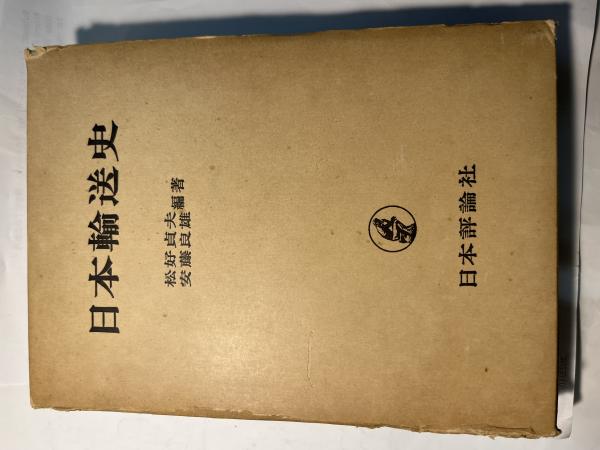 日本輸送史
松好貞夫
安藤良雄
編著
日本評論社